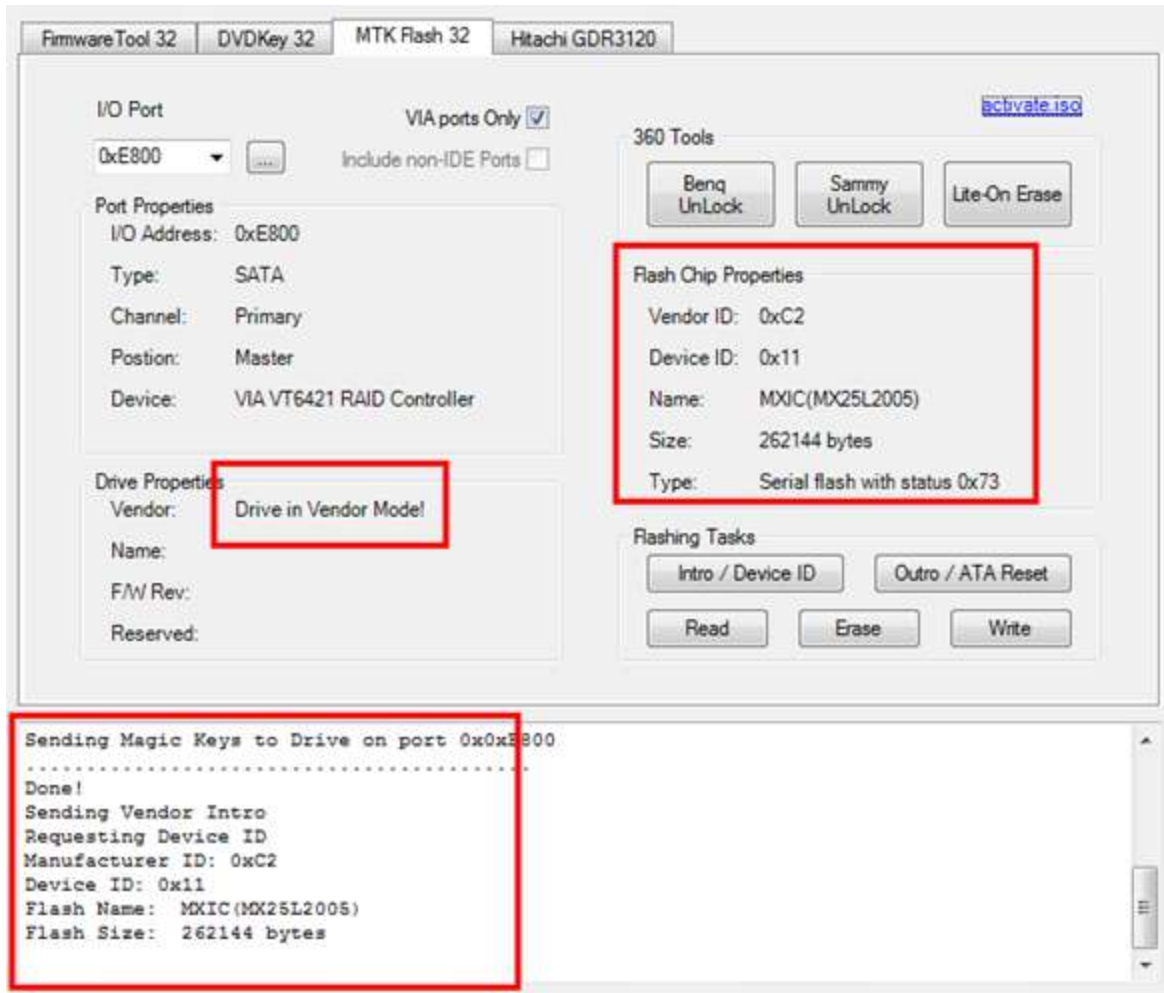 FirmwareTool 32
DVDKey 32
MTK Flash 32
Hitachi GDR3120
I/O Port
VIA ports Only
0xE800
...
Include non-IDE Ports
Port Properties
I/O Address: 0xE800
Type: SATA
Channel: Primary
Postion: Master
Device: VIA VT6421 RAID Controller
Drive Properties
Vendor: Drive in Vendor Mode!
Name:
F/W Rev:
Reserved:
activate.iso
360 Tools
Benq
UnLock
Sammy
UnLock
Lite-On Erase
Flash Chip Properties
Vendor ID: 0xC2
Device ID: 0x11
Name: MXIC(MX25L2005)
Size: 262144 bytes
Type: Serial flash with status 0x73
Flashing Tasks
Intro / Device ID
Outro / ATA Reset
Read
Erase
Write
Sending Magic Keys to Drive on port 0x0xE800
...........................................
Done!
Sending Vendor Intro
Requesting Device ID
Manufacturer ID: 0xC2
Device ID: 0x11
Flash Name: MXIC(MX25L2005)
Flash Size: 262144 bytes